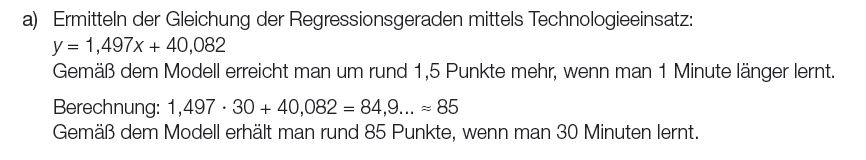 a) Ermitteln der Gleichung der Regressionsgeraden mittels Technologieeinsatz:
y = 1,497x + 40,082
Gemäß dem Modell erreicht man um rund 1,5 Punkte mehr, wenn man 1 Minute länger lernt.
Berechnung: 1,497 · 30 + 40,082 = 84,9... ≈ 85
Gemäß dem Modell erhält man rund 85 Punkte, wenn man 30 Minuten lernt.